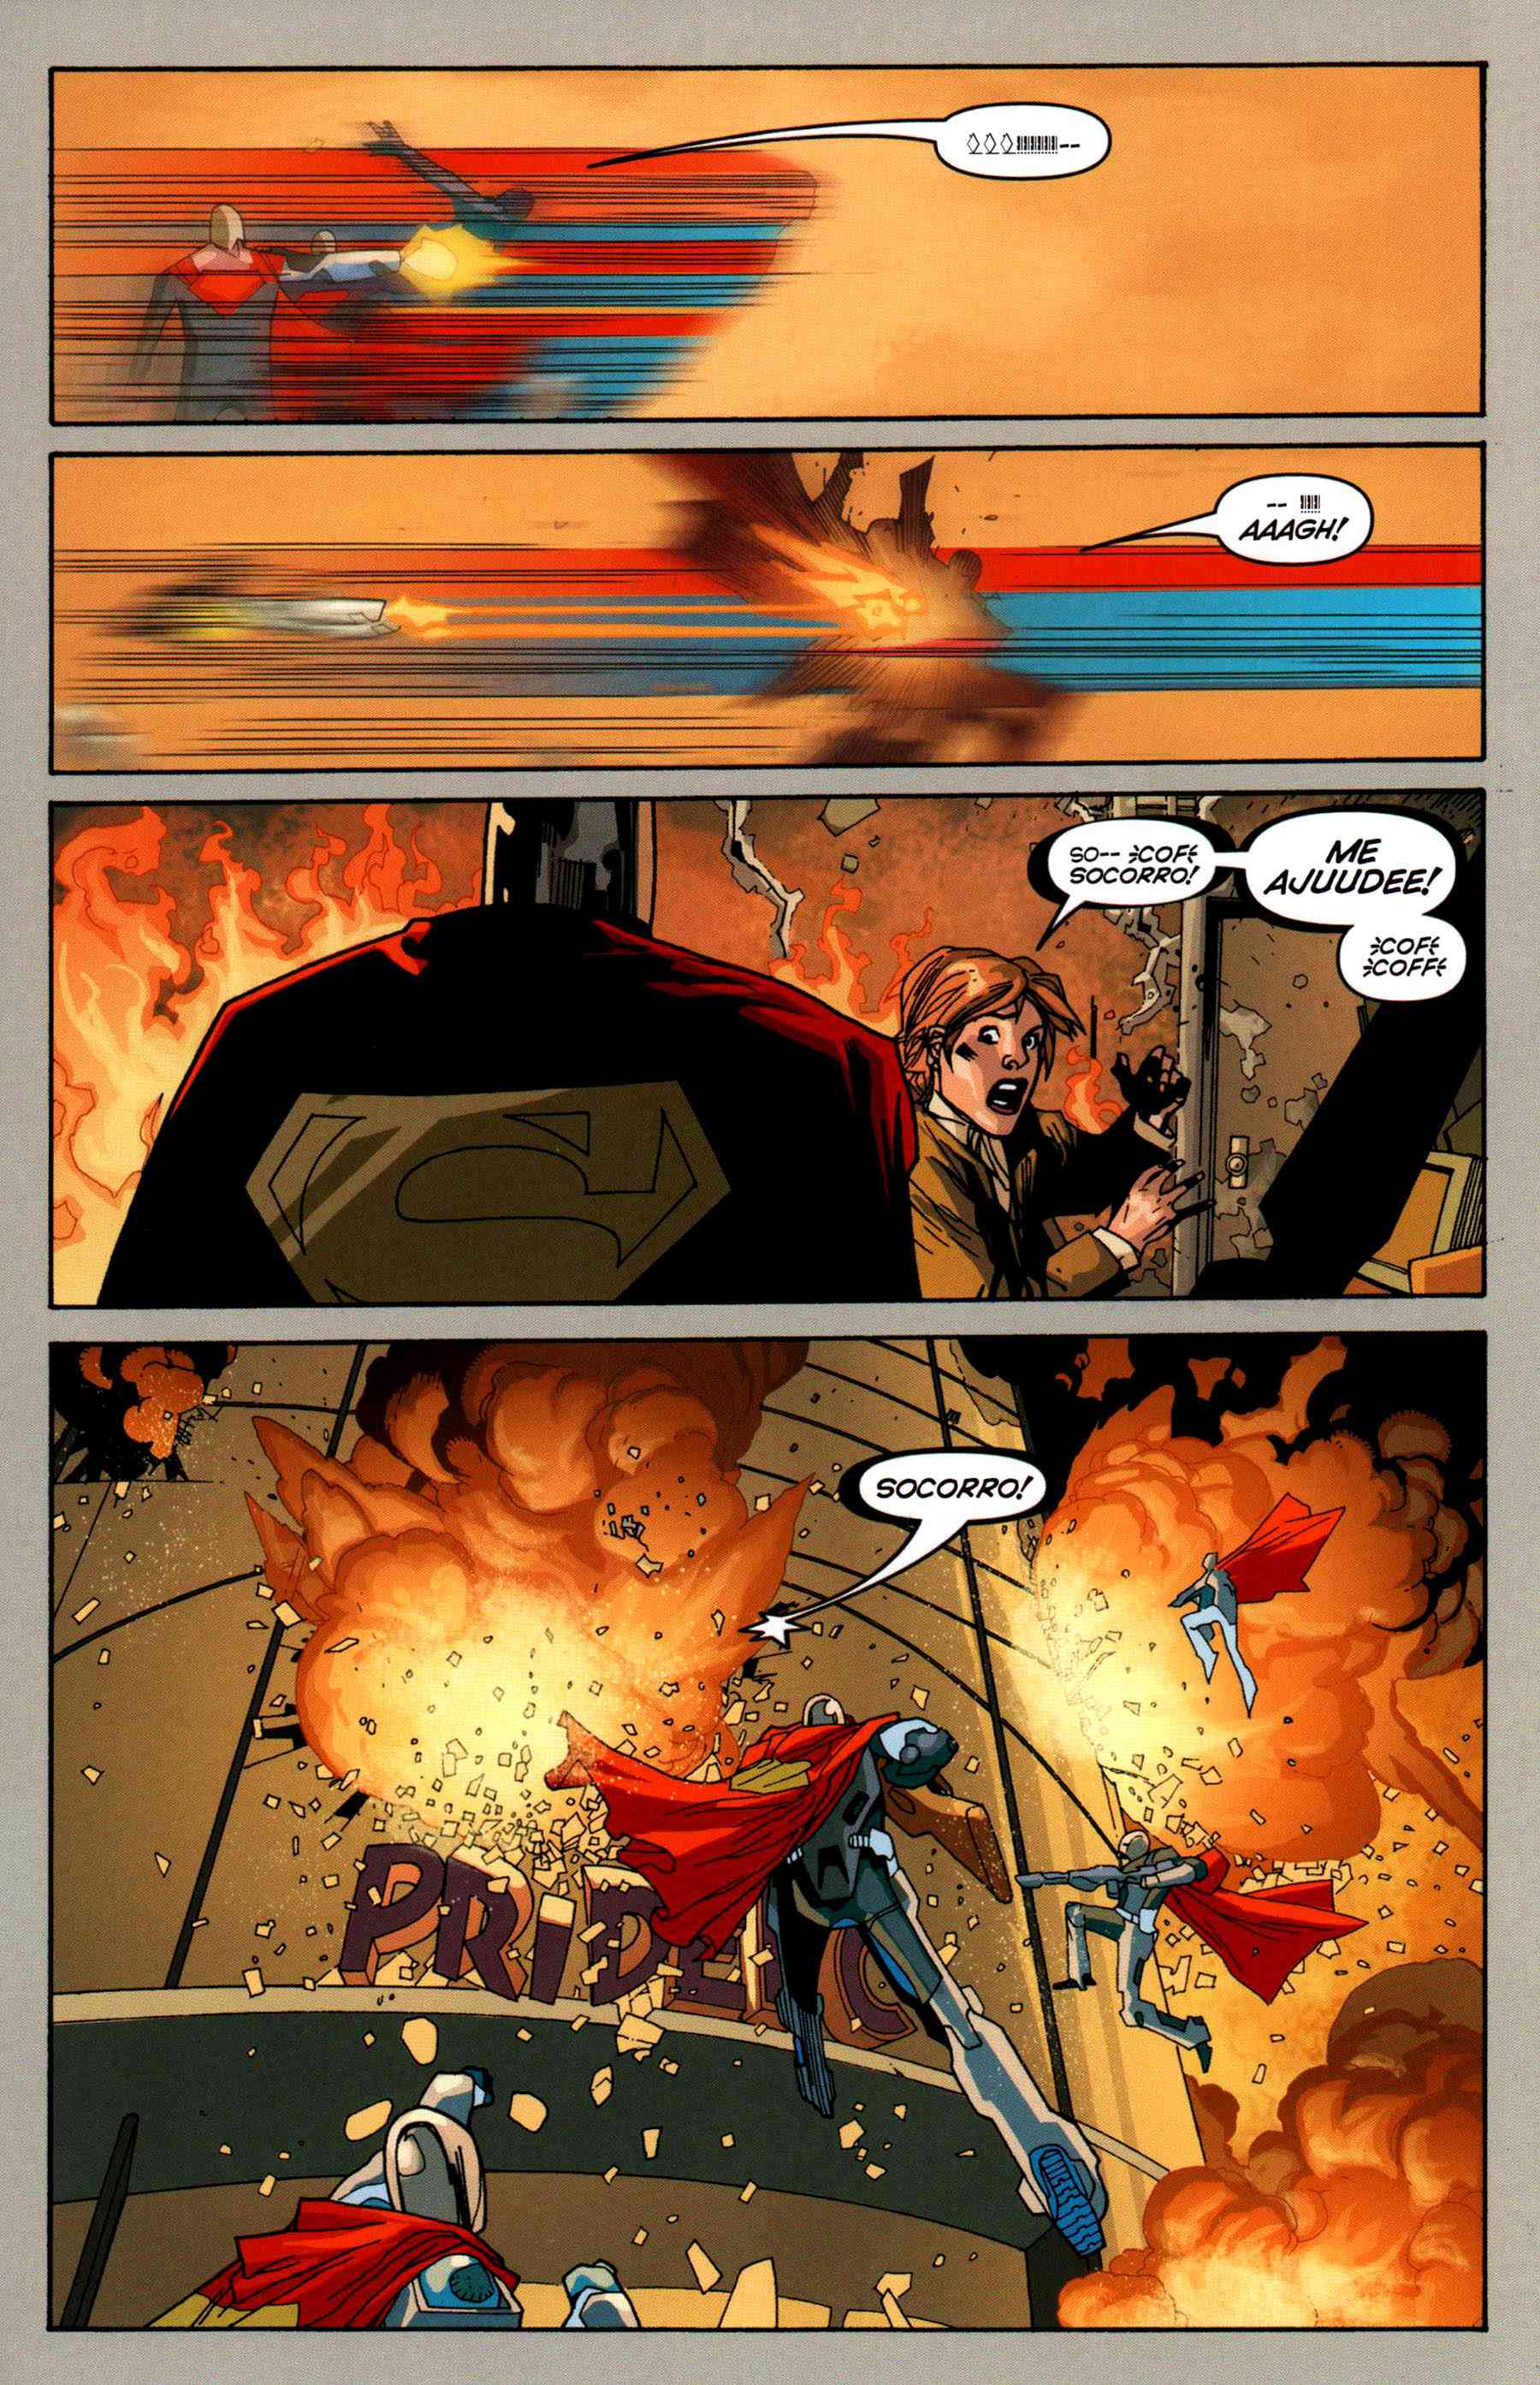 --
--
AAAGH!
SO-- COF
SOCORRO!
ME
AJUUDEE!
COF
COFF
SOCORRO!
PRIDE